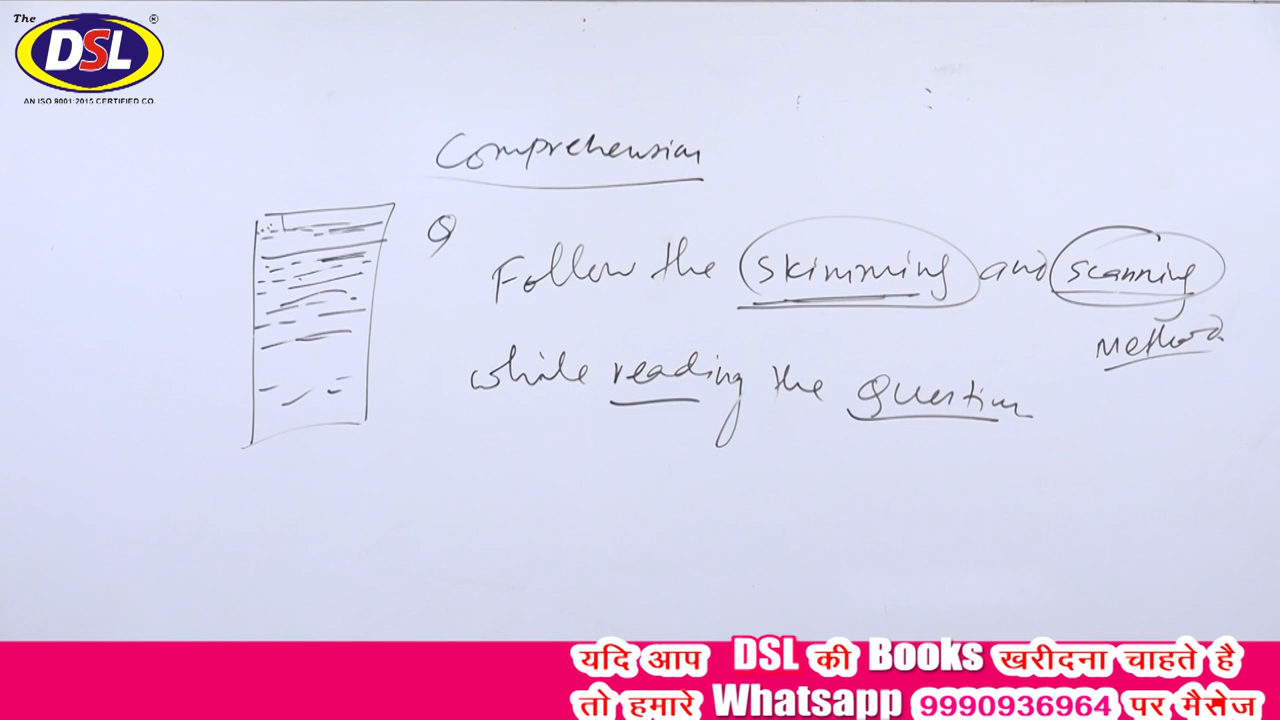 The ®
DSL
AN ISO 9001:2015 CERTIFIED CO.
Comprehension
Q Follow the skimming and scanning
method
while reading the Question
यदि आप DSL की Books खरीदना चाहते है
तो हमारे Whatsapp 9990936964 पर मैसेज